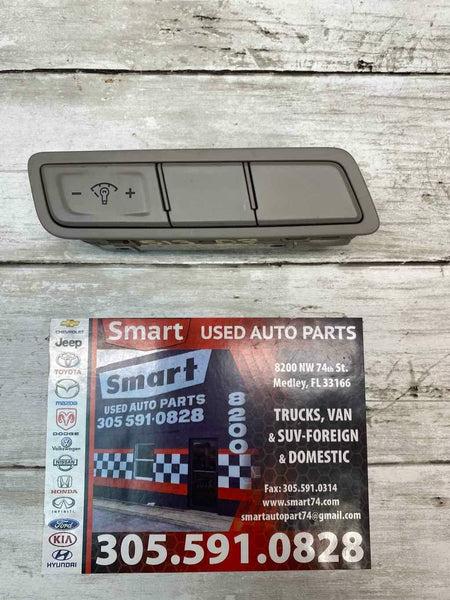 - +
Smart USED AUTO PARTS
CHEVROLET
Jeep
TOYOTA
MAZDA
DODGE
Volkswagen
NISSAN
HONDA
INFINITI
Ford
KIA
HYUNDAI
Smart
USED AUTO PARTS
305 591·0828
8200
8200 NW 74th St.
Medley, FL 33166
TRUCKS, VAN
& SUV-FOREIGN
& DOMESTIC
Fax: 305.591.0314
www.smart74.com
smartautopart74@gmail.com
305.591.0828